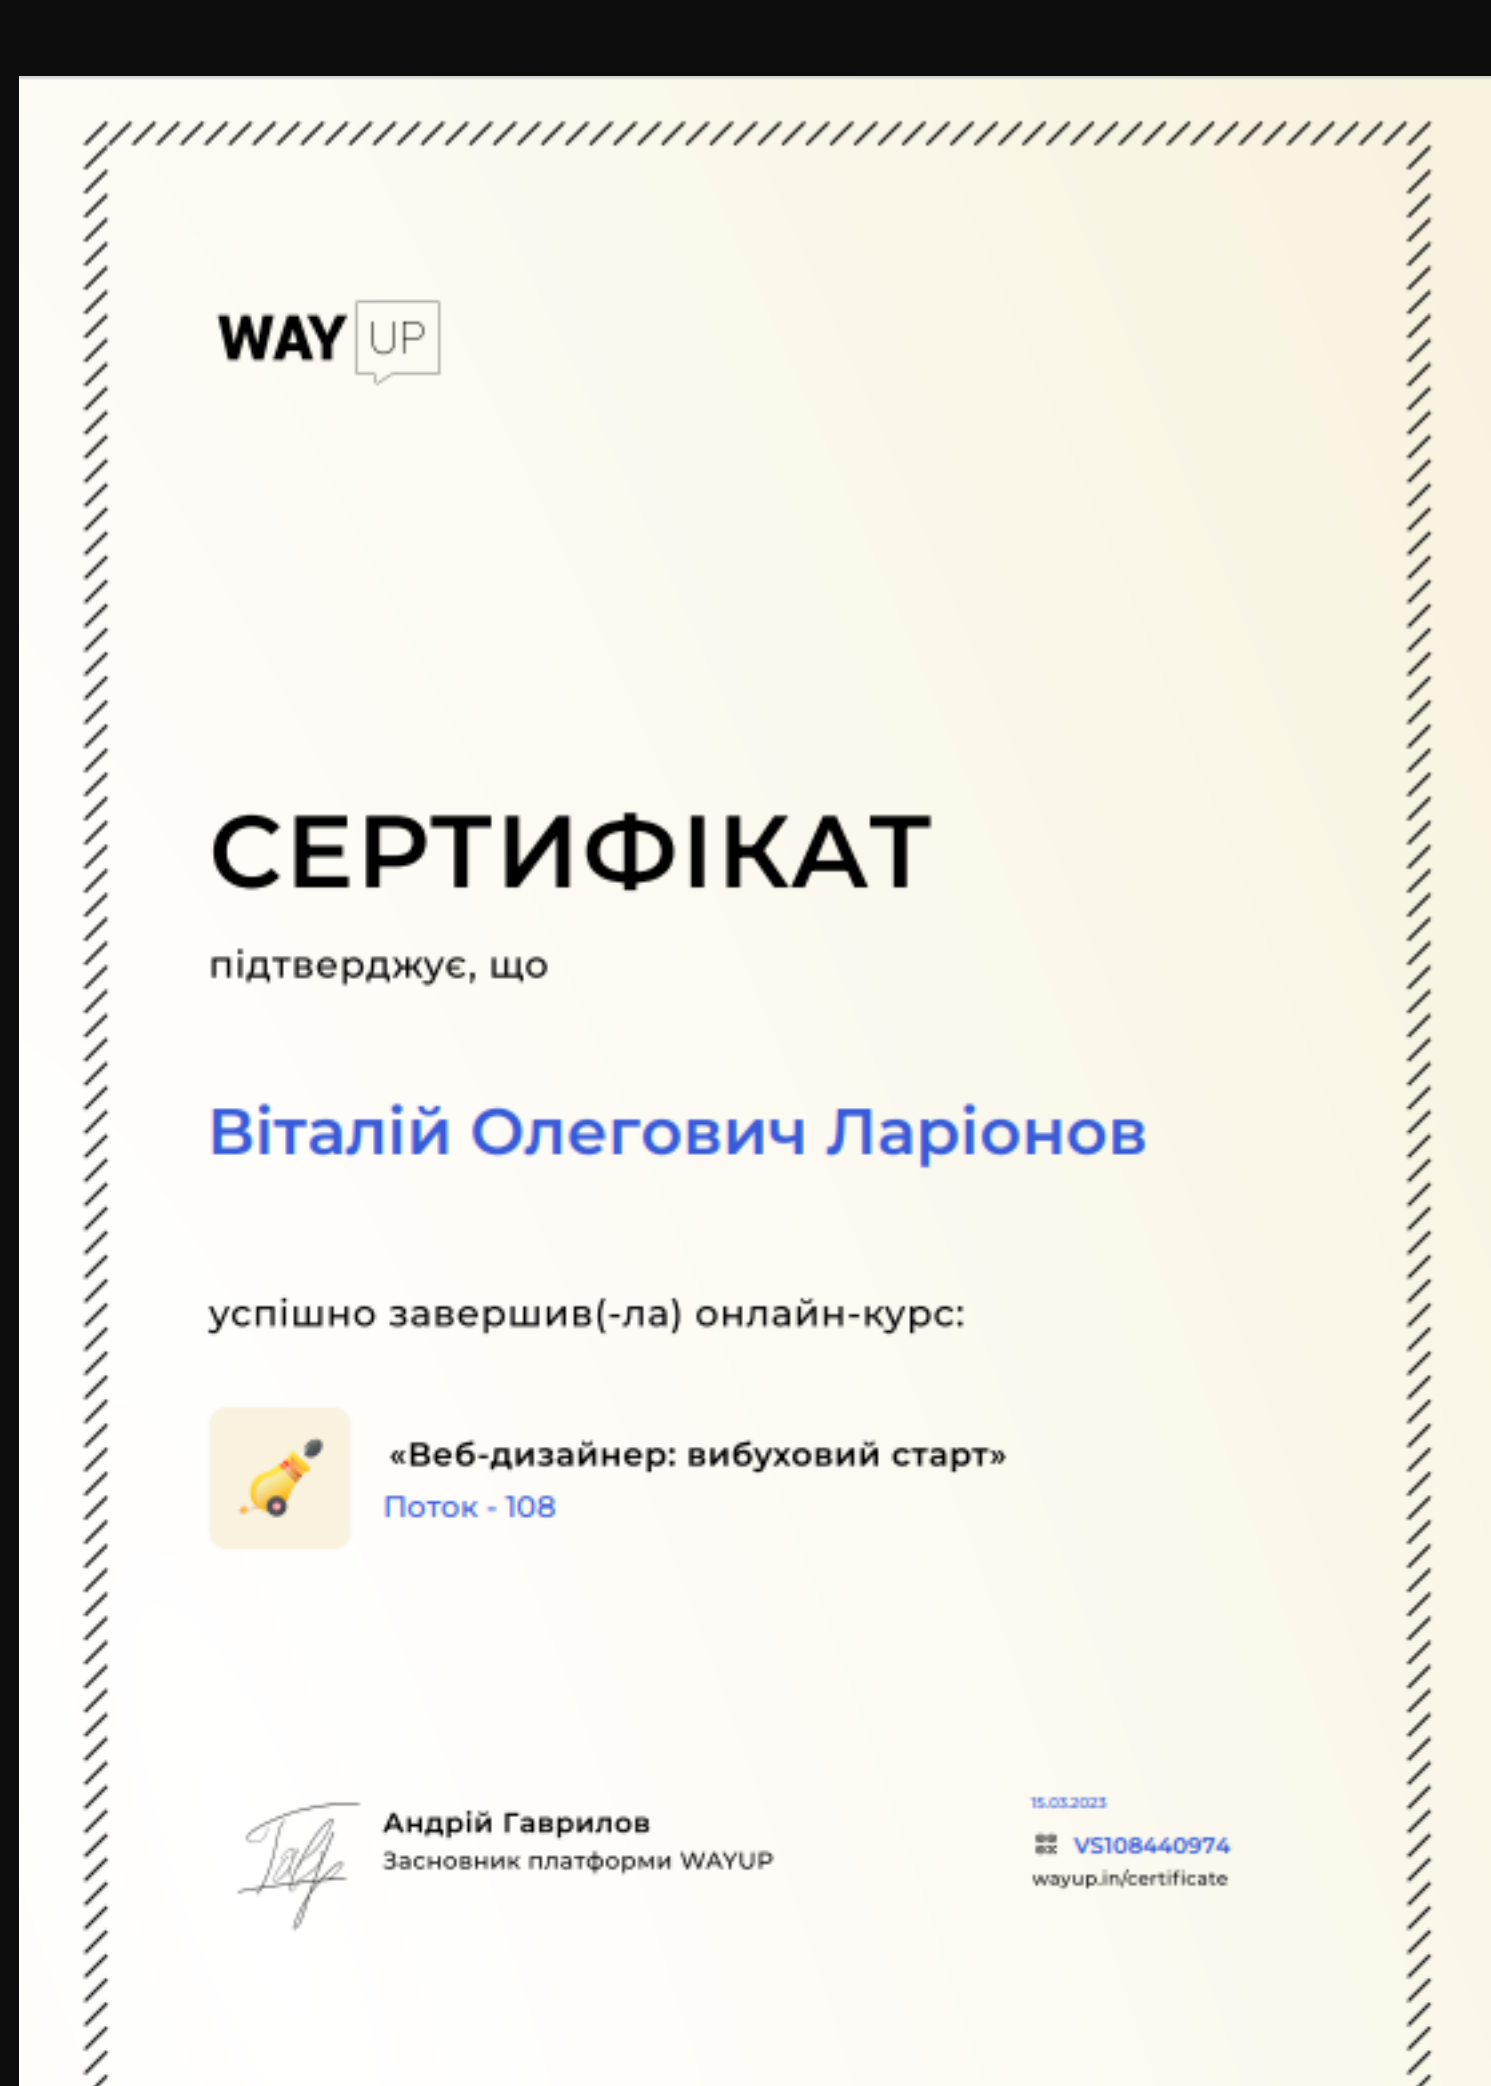 WAY UP
СЕРТИФІКАТ
підтверджує, що
Віталій Олегович Ларіонов
успішно завершив(-ла) онлайн-курс:
«Веб-дизайнер: вибуховий старт»
Поток - 108
Андрій Гаврилов
Засновник платформи WAYUP
15.03.2023
VS108440974
wayup.in/certificate